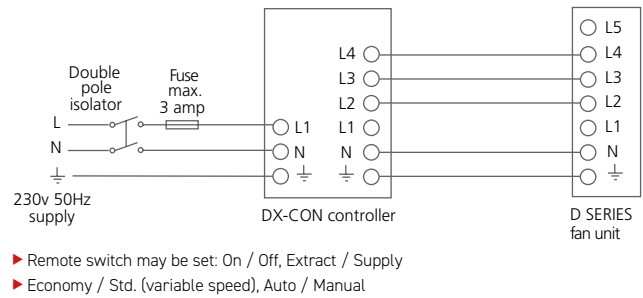 L5
L4
L4
L3
L3
L2
L2
Double
pole
isolator
Fuse
max.
3 amp
L
L1
L1
L1
N
N
N
N
230v 50Hz
supply
DX-CON controller
D SERIES
fan unit
Remote switch may be set: On / Off, Extract / Supply
Economy / Std. (variable speed), Auto / Manual